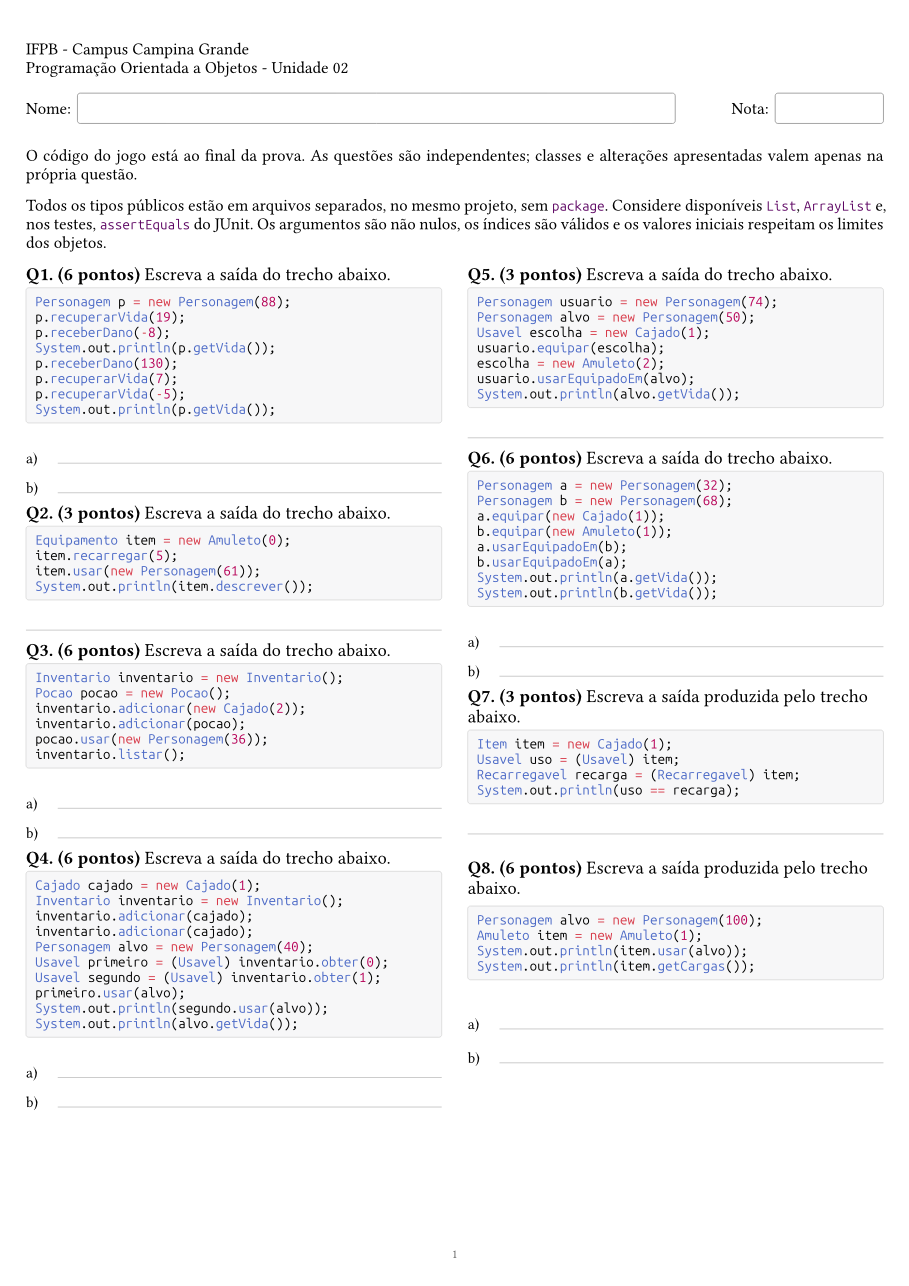 IFPB - Campus Campina Grande
Programação Orientada a Objetos - Unidade 02
Nome:
Nota:
O código do jogo está ao final da prova. As questões são independentes; classes e alterações apresentadas valem apenas na
própria questão.
Todos os tipos públicos estão em arquivos separados, no mesmo projeto, sem package. Considere disponíveis List, ArrayList e,
nos testes, assertEquals do JUnit. Os argumentos são não nulos, os índices são válidos e os valores iniciais respeitam os limites
dos objetos.
Q1. (6 pontos) Escreva a saída do trecho abaixo.
Personagem p = new Personagem(88);
p.recuperarVida(19);
p.receberDano(-8);
System.out.println(p.getVida());
p.receberDano(130);
p.recuperarVida(7);
p.recuperarVida(-5);
System.out.println(p.getVida());
a)
b)
Q2. (3 pontos) Escreva a saída do trecho abaixo.
Equipamento item = new Amuleto(0);
item.recarregar(5);
item.usar(new Personagem(61));
System.out.println(item.descrever());
Q3. (6 pontos) Escreva a saída do trecho abaixo.
Inventario inventario = new Inventario();
Pocao pocao = new Pocao();
inventario.adicionar(new Cajado(2));
inventario.adicionar(pocao);
pocao.usar(new Personagem(36));
inventario.listar();
a)
b)
Q4. (6 pontos) Escreva a saída do trecho abaixo.
Cajado cajado = new Cajado(1);
Inventario inventario = new Inventario();
inventario.adicionar(cajado);
inventario.adicionar(cajado);
Personagem alvo = new Personagem(40);
Usavel primeiro = (Usavel) inventario.obter(0);
Usavel segundo = (Usavel) inventario.obter(1);
primeiro.usar(alvo);
System.out.println(segundo.usar(alvo));
System.out.println(alvo.getVida());
a)
b)
Q5. (3 pontos) Escreva a saída do trecho abaixo.
Personagem usuario = new Personagem(74);
Personagem alvo = new Personagem(50);
Usavel escolha = new Cajado(1);
usuario.equipar(escolha);
escolha = new Amuleto(2);
usuario.usarEquipadoEm(alvo);
System.out.println(alvo.getVida());
Q6. (6 pontos) Escreva a saída do trecho abaixo.
Personagem a = new Personagem(32);
Personagem b = new Personagem(68);
a.equipar(new Cajado(1));
b.equipar(new Amuleto(1));
a.usarEquipadoEm(b);
b.usarEquipadoEm(a);
System.out.println(a.getVida());
System.out.println(b.getVida());
a)
b)
Q7. (3 pontos) Escreva a saída produzida pelo trecho
abaixo.
Item item = new Cajado(1);
Usavel uso = (Usavel) item;
Recarregavel recarga = (Recarregavel) item;
System.out.println(uso == recarga);
Q8. (6 pontos) Escreva a saída produzida pelo trecho
abaixo.
Personagem alvo = new Personagem(100);
Amuleto item = new Amuleto(1);
System.out.println(item.usar(alvo));
System.out.println(item.getCargas());
a)
b)
1